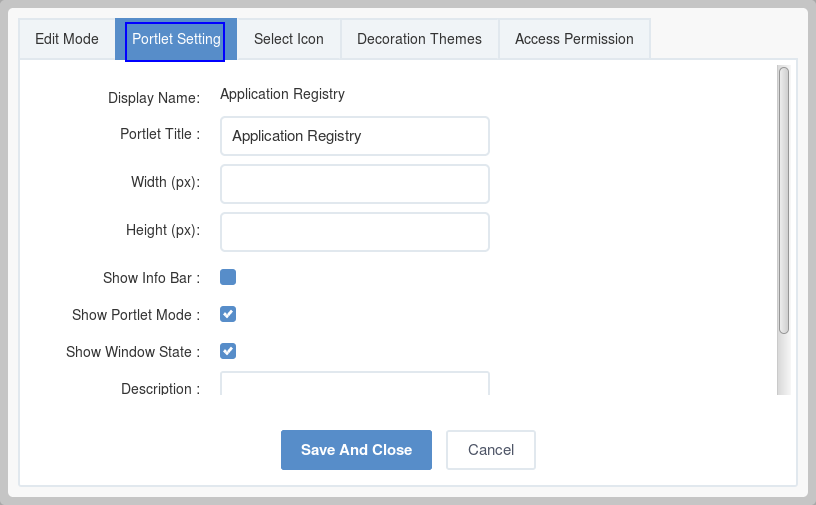 Edit Mode Portlet Setting Select Icon Decoration Themes Access Permission
Display Name: Application Registry
Portlet Title : Application Registry
Width (px):
Height (px):
Show Info Bar :
Show Portlet Mode :
Show Window State :
Description :
Save And Close Cancel